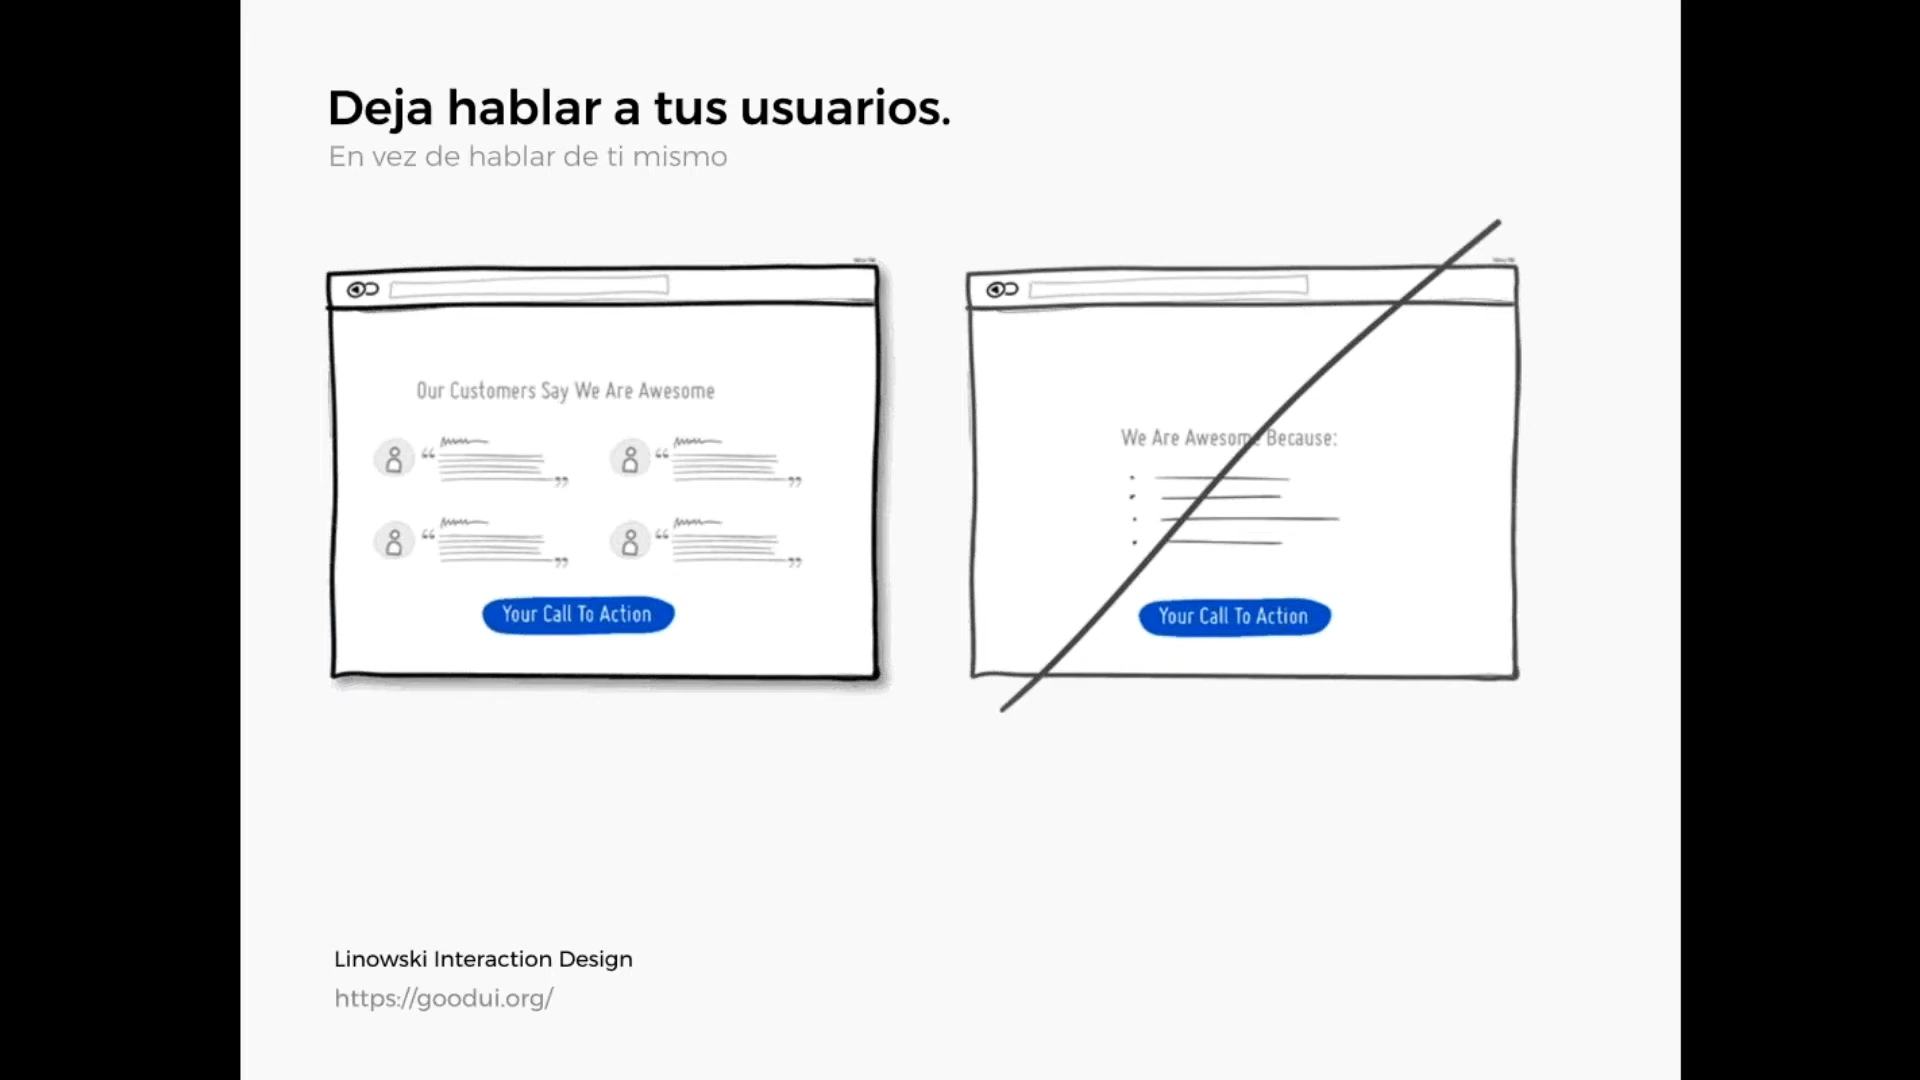 Deja hablar a tus usuarios.
En vez de hablar de ti mismo
Our Customers Say We Are Awesome
“
”
“
”
“
”
“
”
Your Call To Action
We Are Awesome Because:
Your Call To Action
Linowski Interaction Design
https://goodui.org/